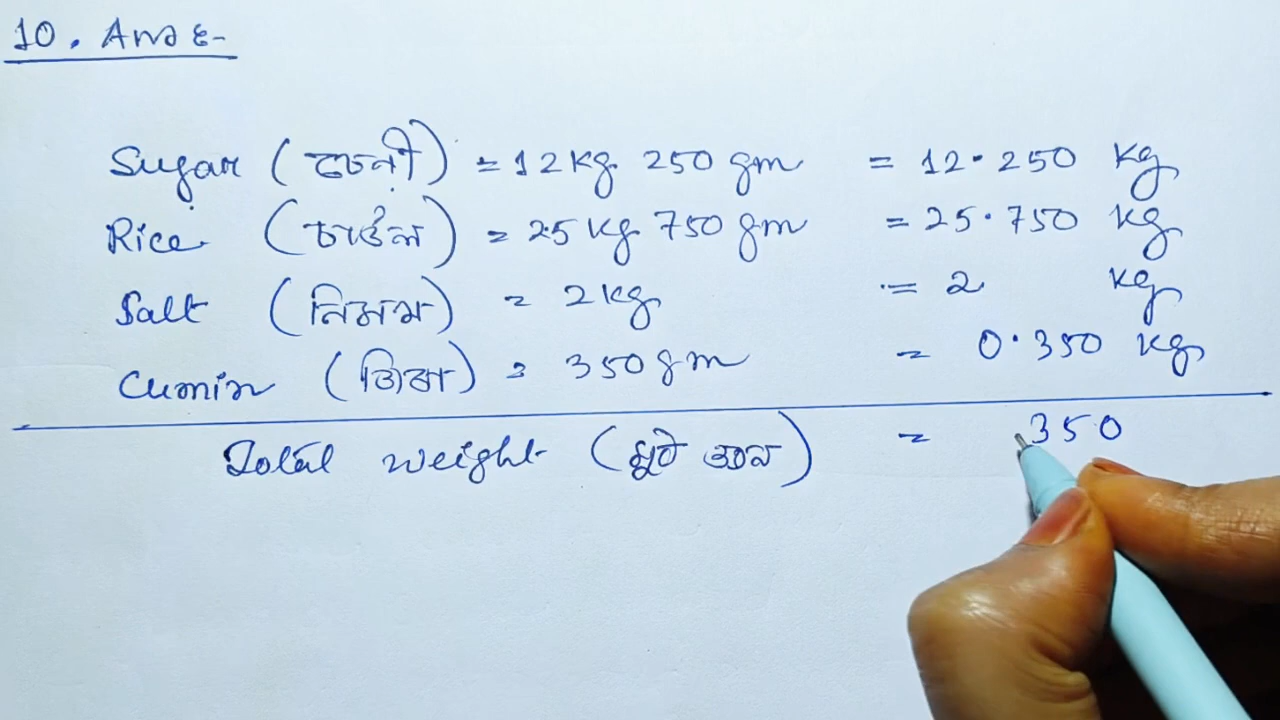 10. Ans ঃ-
Sugar (চেনী) = 12 kg 250 gm = 12.250 kg
Rice (চাউল) = 25 kg 750 gm = 25.750 kg
Salt (নিমখ) = 2 kg = 2 kg
Cumin (জিৰা) = 350 gm = 0.350 kg
Total weight (মুঠ ওজন) = 350